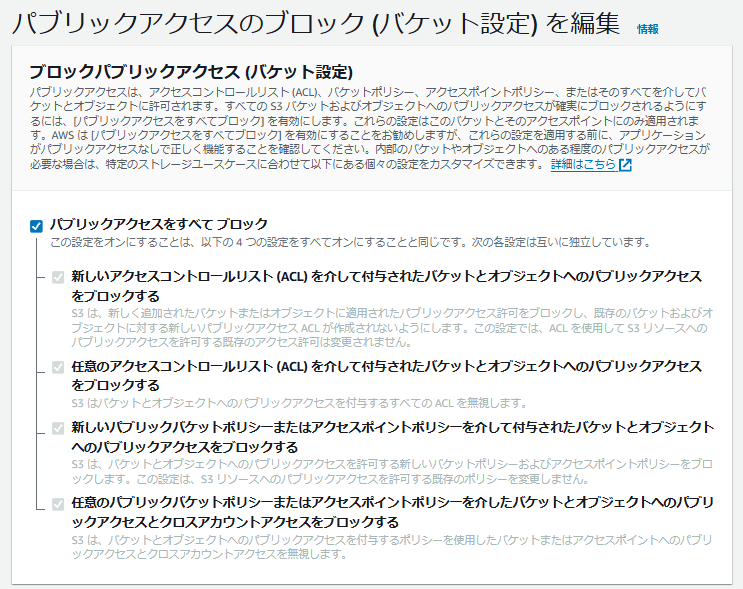 パブリックアクセスのブロック (バケット設定) を編集 情報
ブロックパブリックアクセス (バケット設定)
パブリックアクセスは、アクセスコントロールリスト (ACL)、バケットポリシー、アクセスポイントポリシー、またはそのすべてを介してバ
ケットとオブジェクトに許可されます。すべての S3 バケットおよびオブジェクトへのパブリックアクセスが確実にブロックされるようにす
るには、[パブリックアクセスをすべてブロック] を有効にします。これらの設定はこのバケットとそのアクセスポイントにのみ適用されま
す。AWS は [パブリックアクセスをすべてブロック] を有効にすることをお勧めしますが、これらの設定を適用する前に、アプリケーション
がパブリックアクセスなしで正しく機能することを確認してください。内部のバケットやオブジェクトへのある程度のパブリックアクセスが
必要な場合は、特定のストレージユースケースに合わせて以下にある個々の設定をカスタマイズできます。 詳細はこちら
パブリックアクセスをすべて ブロック
この設定をオンにすることは、以下の 4 つの設定をすべてオンにすることと同じです。次の各設定は互いに独立しています。
新しいアクセスコントロールリスト (ACL) を介して付与されたバケットとオブジェクトへのパブリックアクセス
をブロックする
S3 は、新しく追加されたバケットまたはオブジェクトに適用されたパブリックアクセス許可をブロックし、既存のバケットおよびオ
ブジェクトに対する新しいパブリックアクセス ACL が作成されないようにします。この設定では、ACL を使用して S3 リソースへの
パブリックアクセスを許可する既存のアクセス許可は変更されません。
任意のアクセスコントロールリスト (ACL) を介して付与されたバケットとオブジェクトへのパブリックアクセス
をブロックする
S3 はバケットとオブジェクトへのパブリックアクセスを付与するすべての ACL を無視します。
新しいパブリックバケットポリシーまたはアクセスポイントポリシーを介して付与されたバケットとオブジェクト
へのパブリックアクセスをブロックする
S3 は、バケットとオブジェクトへのパブリックアクセスを許可する新しいバケットポリシーおよびアクセスポイントポリシーをブロ
ックします。この設定は、S3 リソースへのパブリックアクセスを許可する既存のポリシーを変更しません。
任意のパブリックバケットポリシーまたはアクセスポイントポリシーを介したバケットとオブジェクトへのパブリ
ックアクセスとクロスアカウントアクセスをブロックする
S3 は、バケットとオブジェクトへのパブリックアクセスを付与するポリシーを使用したバケットまたはアクセスポイントへのパブリ
ックアクセスとクロスアカウントアクセスを無視します。